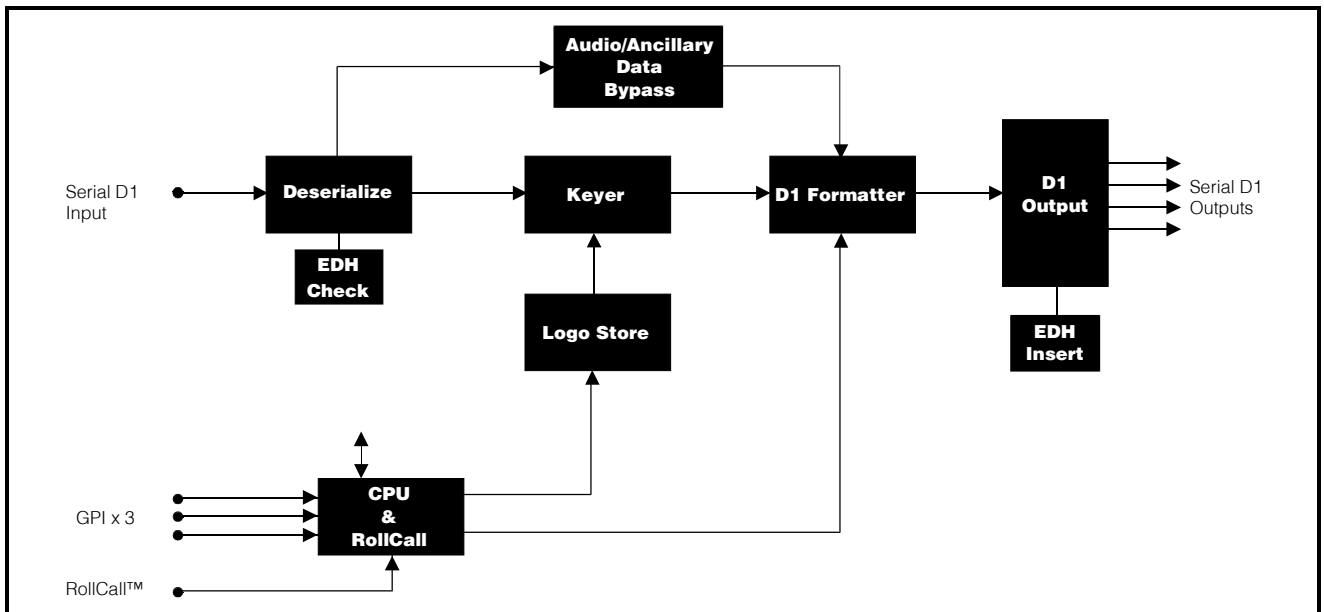 Audio/Ancillary
Data
Bypass
Serial D1
Input
Deserialize
Keyer
D1 Formatter
D1
Output
Serial D1
Outputs
EDH
Check
Logo Store
EDH
Insert
GPI x 3
CPU
&
RollCall
RollCall™